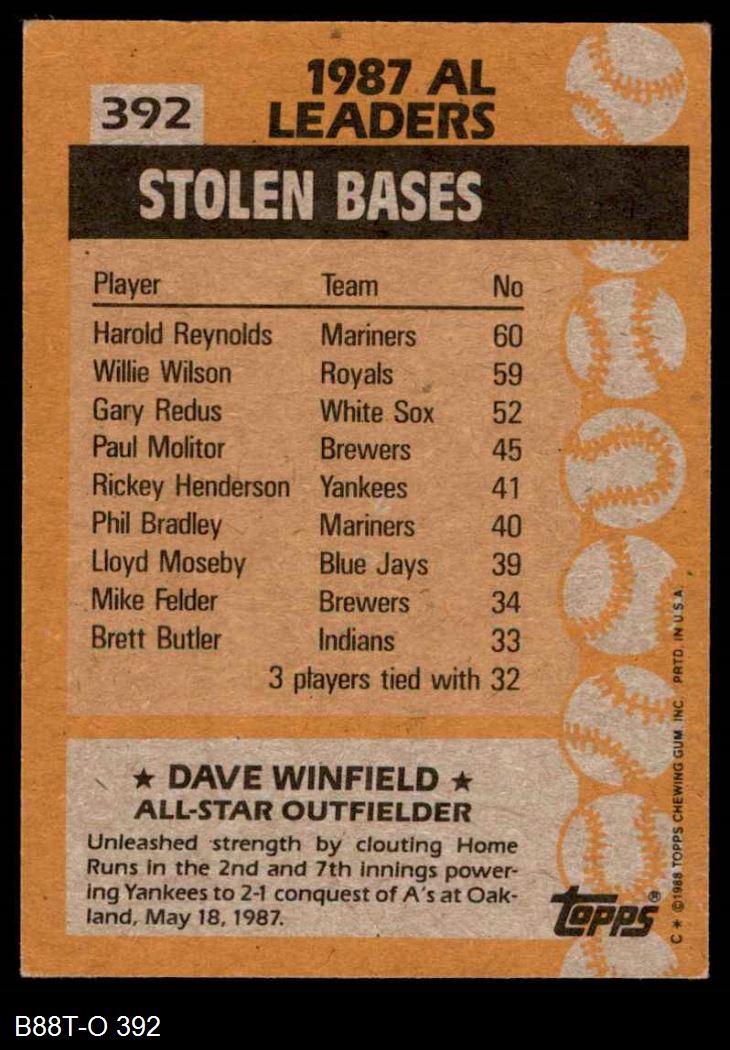 392
1987 AL
LEADERS
STOLEN BASES
Player Team No
Harold Reynolds Mariners 60
Willie Wilson Royals 59
Gary Redus White Sox 52
Paul Molitor Brewers 45
Rickey Henderson Yankees 41
Phil Bradley Mariners 40
Lloyd Moseby Blue Jays 39
Mike Felder Brewers 34
Brett Butler Indians 33
3 players tied with 32
★ DAVE WINFIELD ★
ALL-STAR OUTFIELDER
Unleashed strength by clouting Home
Runs in the 2nd and 7th innings power-
ing Yankees to 2-1 conquest of A's at Oak-
land, May 18, 1987.
topps®
C * ©1988 TOPPS CHEWING GUM, INC. PRTD. IN U.S.A.
B88T-O 392